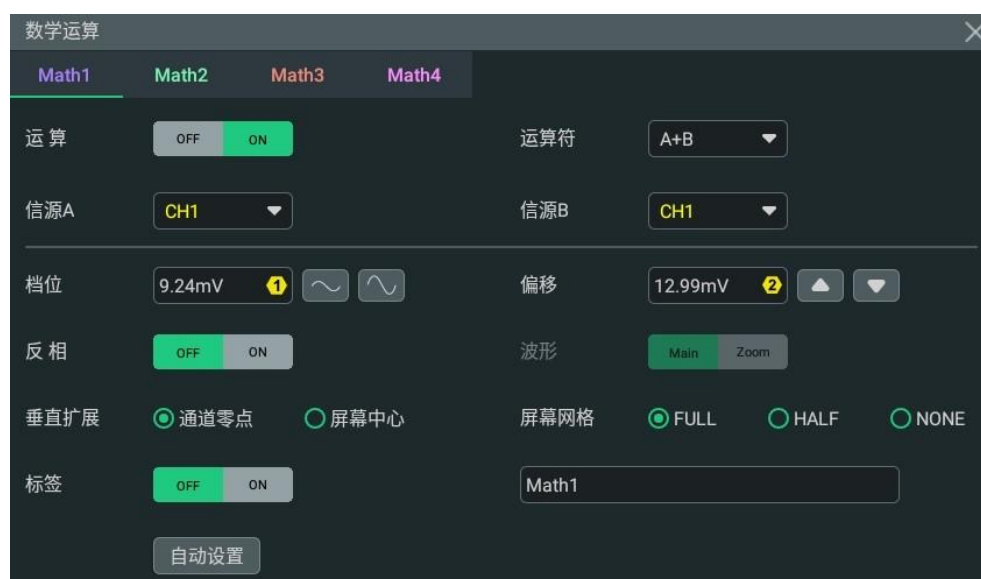 数学运算
Math1 Math2 Math3 Math4
运算 OFF ON 运算符 A+B
信源A CH1 信源B CH1
档位 9.24mV 1 偏移 12.99mV 2
反相 OFF ON 波形 Main Zoom
垂直扩展 通道零点 屏幕中心 屏幕网格 FULL HALF NONE
标签 OFF ON Math1
自动设置